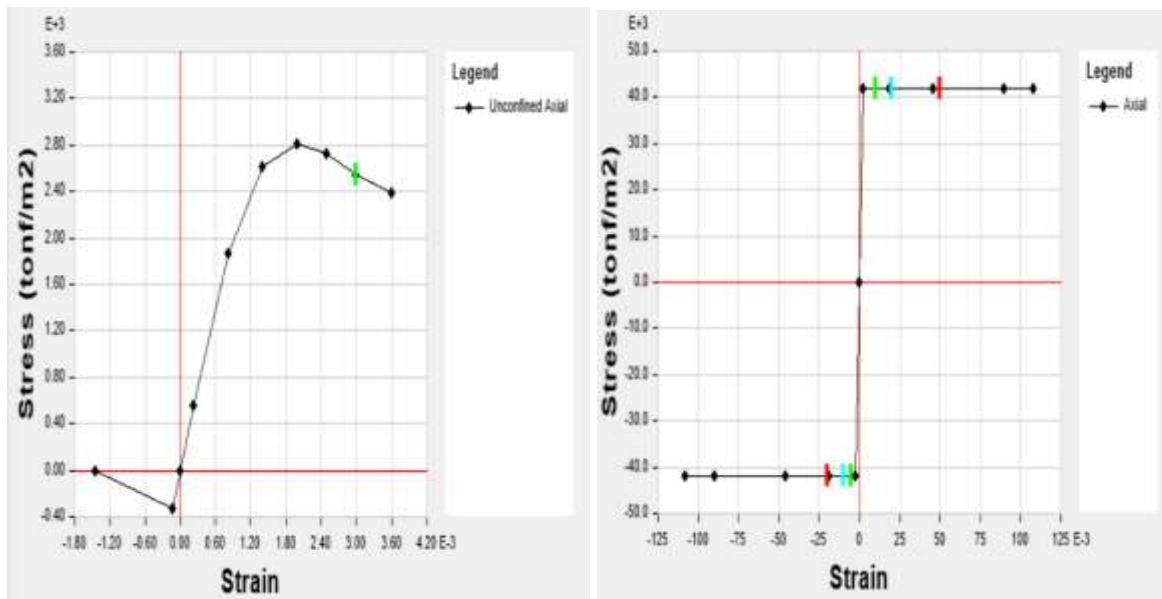 E+3
3.60
3.20
2.80
2.40
2.00
1.60
1.20
0.80
0.40
0.00
-0.40
Stress (tonf/m2)
-1.80 -1.20 -0.60 0.00 0.60 1.20 1.80 2.40 3.00 3.60 4.20 E-3
Strain
Legend
Unconfined Axial
E+3
50.0
40.0
30.0
20.0
10.0
0.0
-10.0
-20.0
-30.0
-40.0
-50.0
Stress (tonf/m2)
-125 -100 -75 -50 -25 0 25 50 75 100 125 E-3
Strain
Legend
Axial